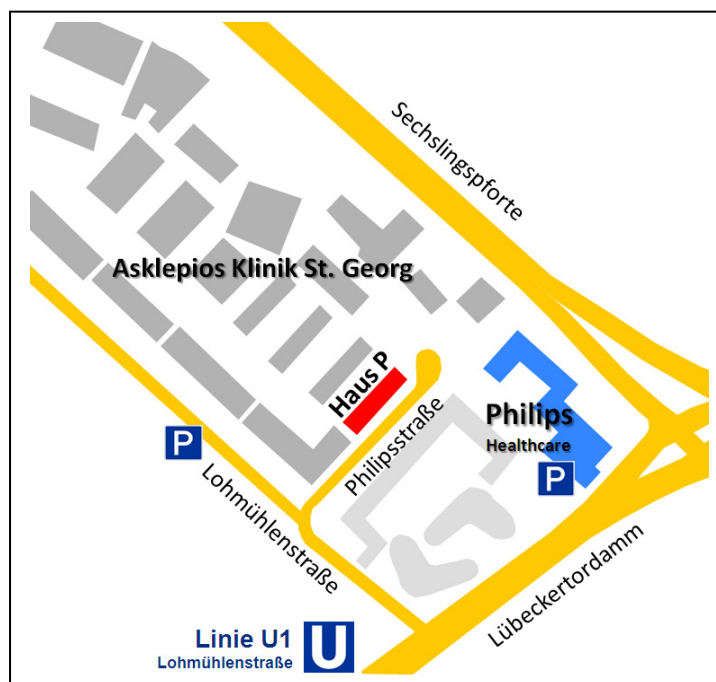 Sechslingspforte
Asklepios Klinik St. Georg
Haus P
Philipsstraße
Philips
Healthcare
P
P
Lohmühlenstraße
Lübeckertordamm
Linie U1
Lohmühlenstraße
U